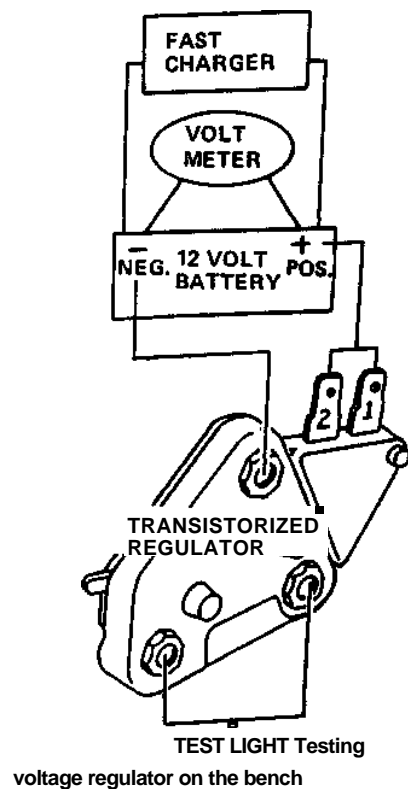 FAST
CHARGER
VOLT
METER
– +
NEG. 12 VOLT POS.
BATTERY
2 1
TRANSISTORIZED
REGULATOR
TEST LIGHT Testing
voltage regulator on the bench